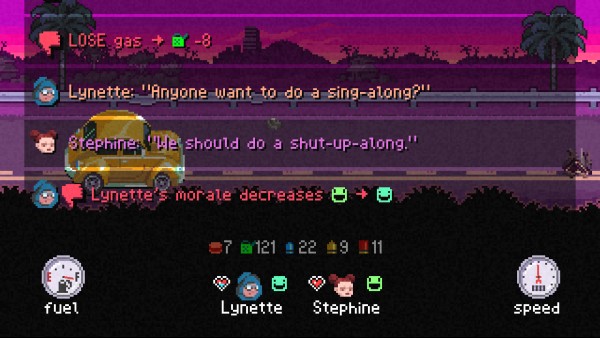 LOSE gas → -8
Lynette: "Anyone want to do a sing-along?"
Stephine: "We should do a shut-up-along."
Lynette's morale decreases →
7 121 22 9 11
E F
fuel
Lynette
Stephine
speed